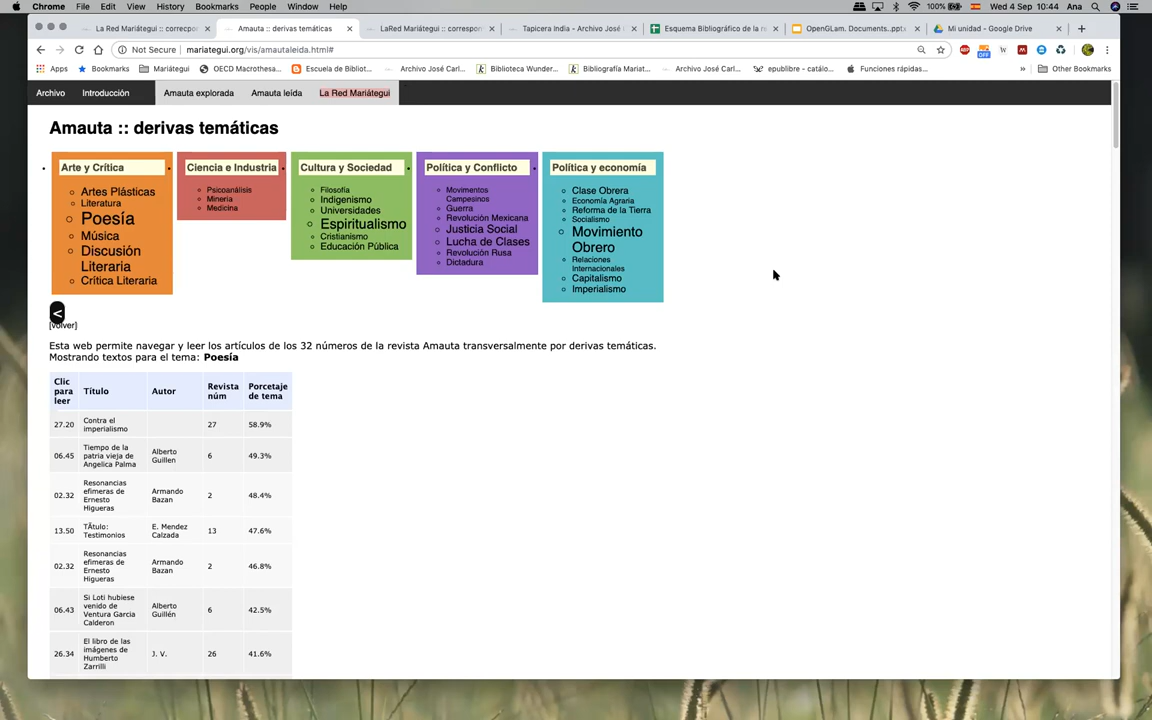 Chrome File Edit View History Bookmarks People Window Help 100% Wed 4 Sep 10:44 Ana
La Red Mariátegui :: correspor
Amauta :: derivas temáticas
LaRed Mariátegui :: correspon
Tapicera India - Archivo José
Esquema Bibliográfico de la re
OpenGLam. Documents..pptx
Mi unidad - Google Drive
Not Secure | mariategui.org/vis/amautaleida.html#
Apps Bookmarks Mariátegui OECD Macrothesa... Escuela de Bibliot... Archivo José Carl... Biblioteca Wunder... Bibliografía Mariat... Archivo José Carl... epublibre - catálo... Funciones rápidas... » Other Bookmarks
Archivo Introducción Amauta explorada Amauta leída La Red Mariátegui
Amauta :: derivas temáticas
Arte y Crítica
Artes Plásticas
Literatura
Poesía
Música
Discusión
Literaria
Crítica Literaria
Ciencia e Industria
Psicoanálisis
Mineria
Medicina
Cultura y Sociedad
Filosofía
Indigenismo
Universidades
Espiritualismo
Cristianismo
Educación Pública
Política y Conflicto
Movimentos
Campesinos
Guerra
Revolución Mexicana
Justicia Social
Lucha de Clases
Revolución Rusa
Dictadura
Política y economía
Clase Obrera
Economía Agraria
Reforma de la Tierra
Socialismo
Movimiento
Obrero
Relaciones
Internacionales
Capitalismo
Imperialismo
<
[volver]
Esta web permite navegar y leer los artículos de los 32 números de la revista Amauta transversalmente por derivas temáticas.
Mostrando textos para el tema: Poesía
Clic
para
leer
Título
Autor
Revista
núm
Porcetaje
de tema
27.20
Contra el
imperialismo
27
58.9%
06.45
Tiempo de la
patria vieja de
Angelica Palma
Alberto
Guillen
6
49.3%
02.32
Resonancias
efimeras de
Ernesto
Higueras
Armando
Bazan
2
48.4%
13.50
TÃtulo:
Testimonios
E. Mendez
Calzada
13
47.6%
02.32
Resonancias
efimeras de
Ernesto
Higueras
Armando
Bazan
2
46.8%
06.43
Si Loti hubiese
venido de
Ventura Garcia
Calderon
Alberto
Guillén
6
42.5%
26.34
El libro de las
imágenes de
Humberto
Zarrilli
J. V.
26
41.6%